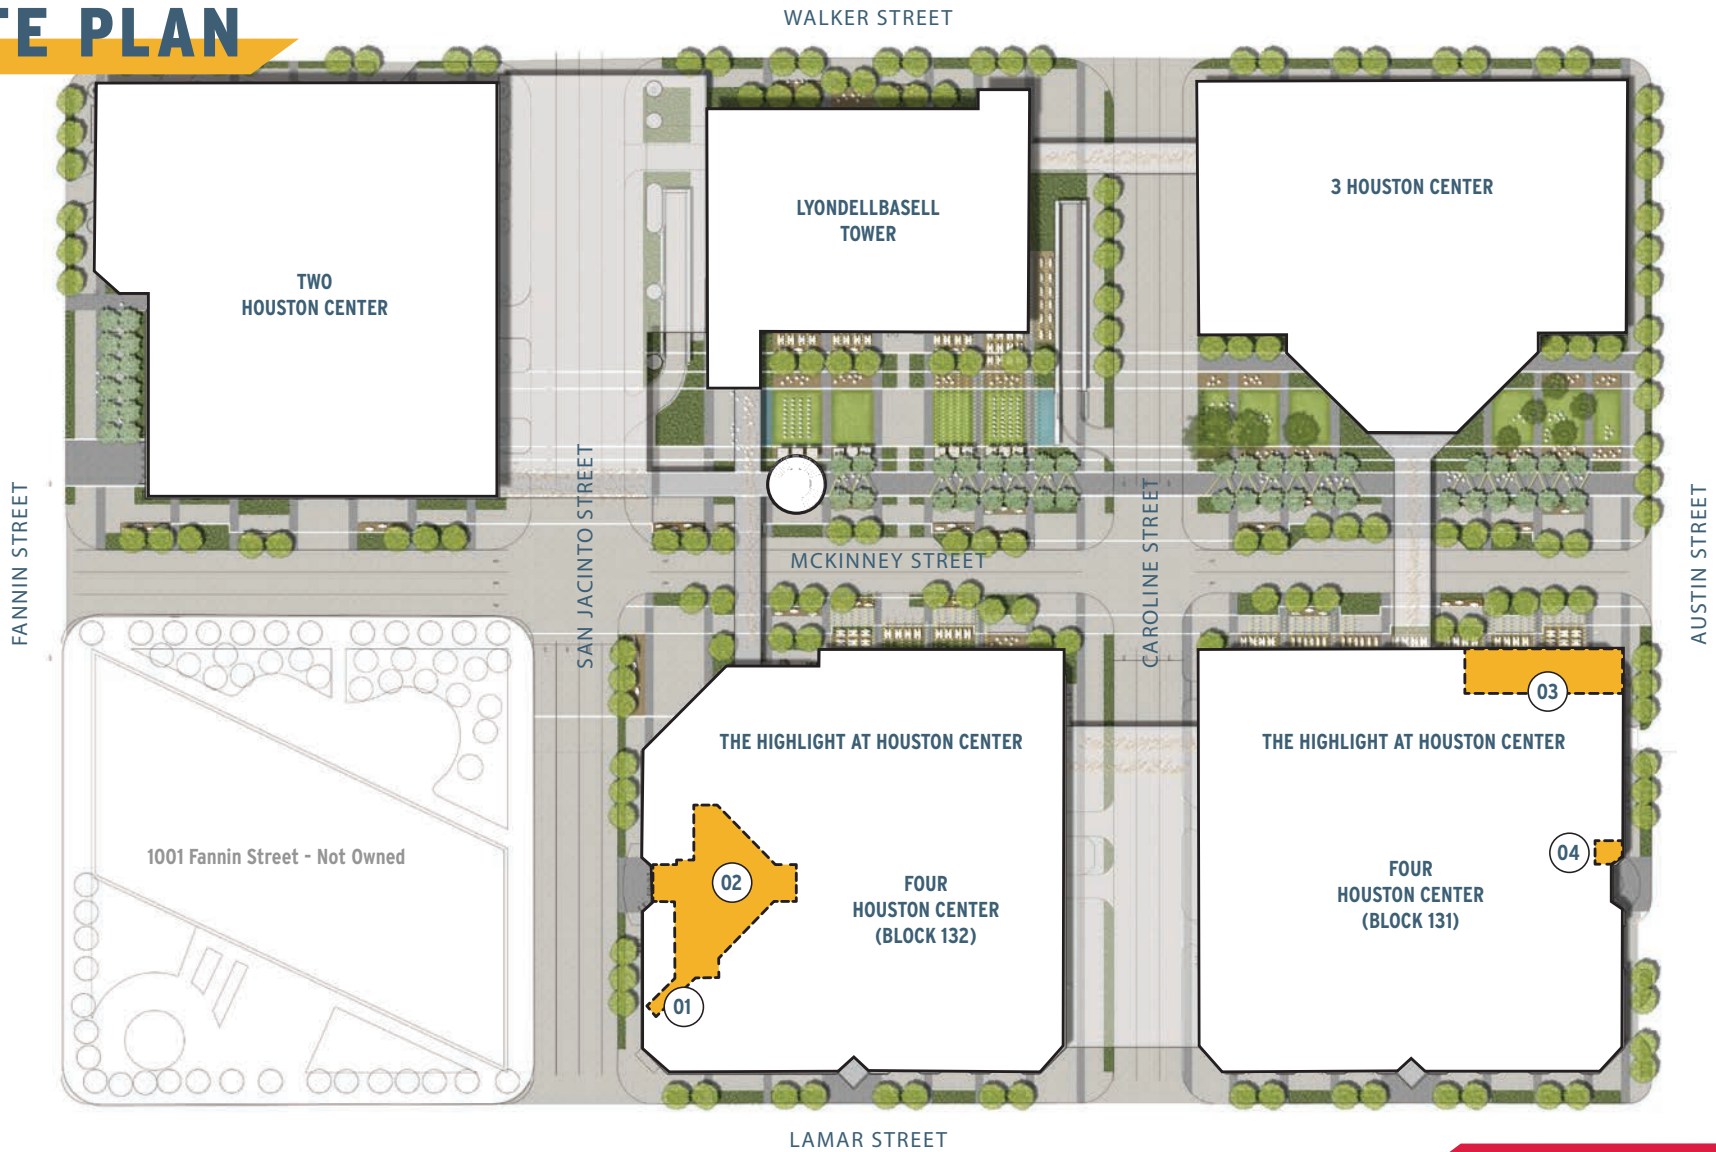 TE PLAN
WALKER STREET
TWO
HOUSTON CENTER
LYONDELLBASELL
TOWER
3 HOUSTON CENTER
FANNIN STREET
SAN JACINTO STREET
MCKINNEY STREET
CAROLINE STREET
AUSTIN STREET
1001 Fannin Street - Not Owned
THE HIGHLIGHT AT HOUSTON CENTER
02
01
FOUR
HOUSTON CENTER
(BLOCK 132)
03
THE HIGHLIGHT AT HOUSTON CENTER
04
FOUR
HOUSTON CENTER
(BLOCK 131)
LAMAR STREET